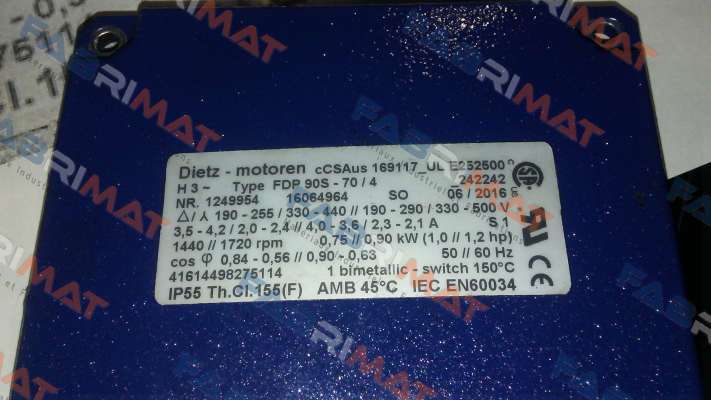 Dietz - motoren cCSAus 169117_UL E252500
H 3~ Type FDP 90S - 70 / 4 242242
NR. 1249954 16064964 SO 06 / 2016
△/⅄ 190 - 255 / 330 - 440 // 190 - 290 / 330 - 500 V
3,5 - 4,2 / 2,0 - 2,4 // 4,0 - 3,6 / 2,3 - 2,1 A S 1
1440 // 1720 rpm 0,75 // 0,90 kW (1,0 // 1,2 hp)
cos φ 0,84 - 0,56 // 0,90 - 0,63 50 // 60 Hz
41614498275114 1 bimetallic - switch 150°C
IP55 Th.Cl.155(F) AMB 45°C IEC EN60034
FABRIMAT